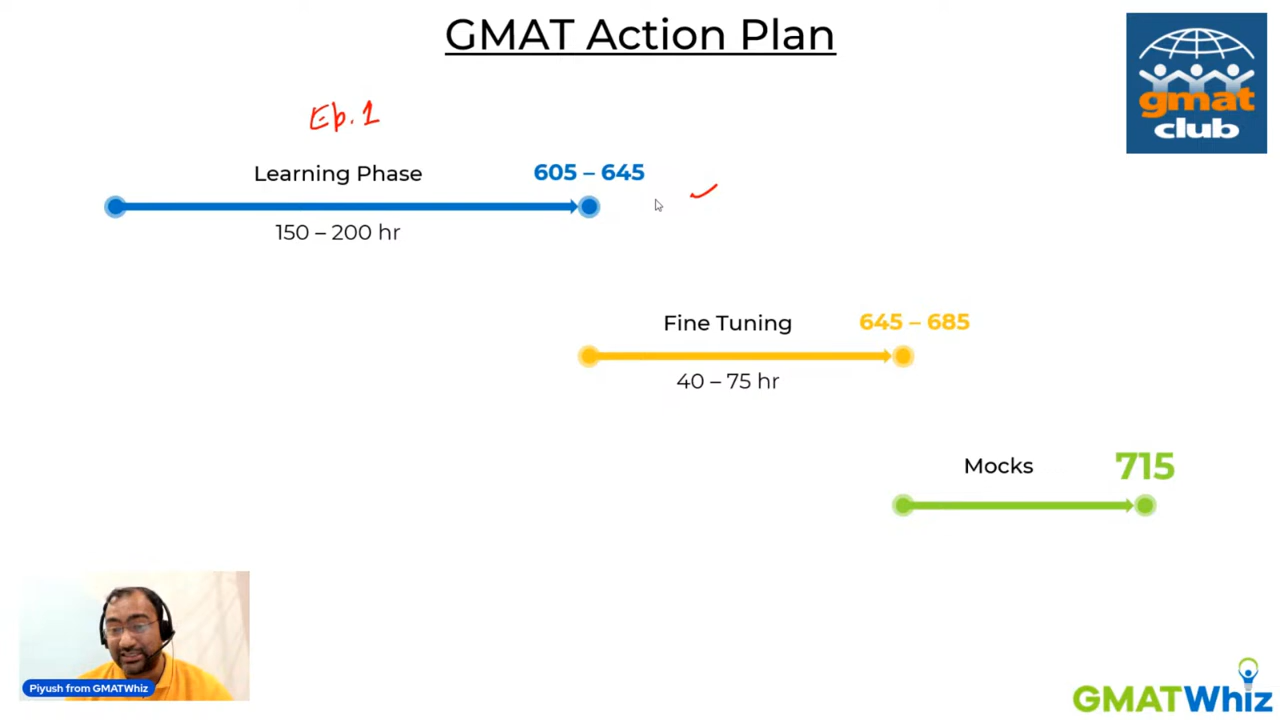 GMAT Action Plan
gmat
club
Ep. 1
Learning Phase
605 – 645
150 – 200 hr
Fine Tuning
645 – 685
40 – 75 hr
Mocks
715
Piyush from GMATWhiz
GMATWhiz